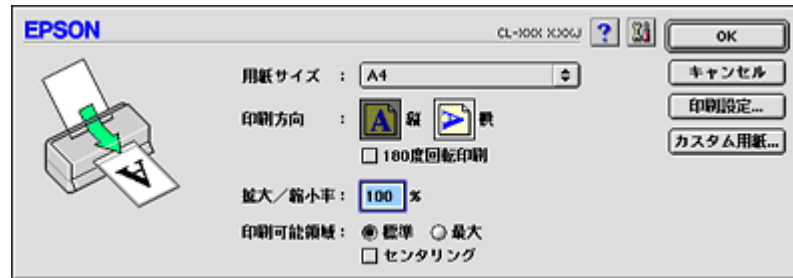 EPSON
CL-XXX X.XXJ
?
OK
用紙サイズ : A4
キャンセル
印刷方向 : A 縦 A 横
印刷設定...
180度回転印刷
カスタム用紙...
A
拡大/縮小率: 100 %
印刷可能領域: 標準 最大
センタリング